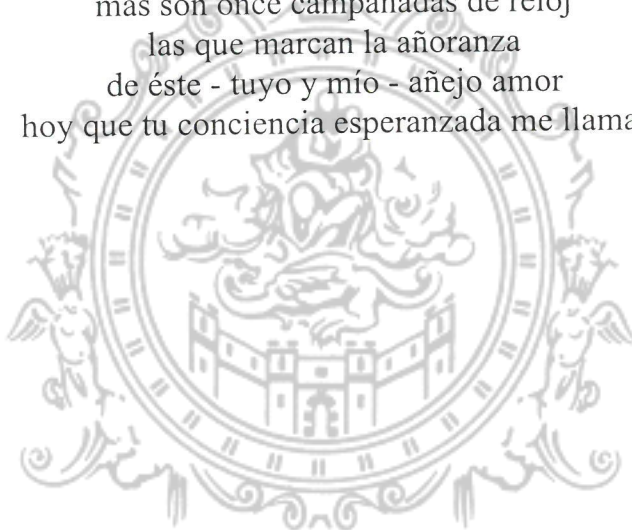 mas son once campanadas de reloj
las que marcan la añoranza
de éste - tuyo y mío - añejo amor
hoy que tu conciencia esperanzada me llama